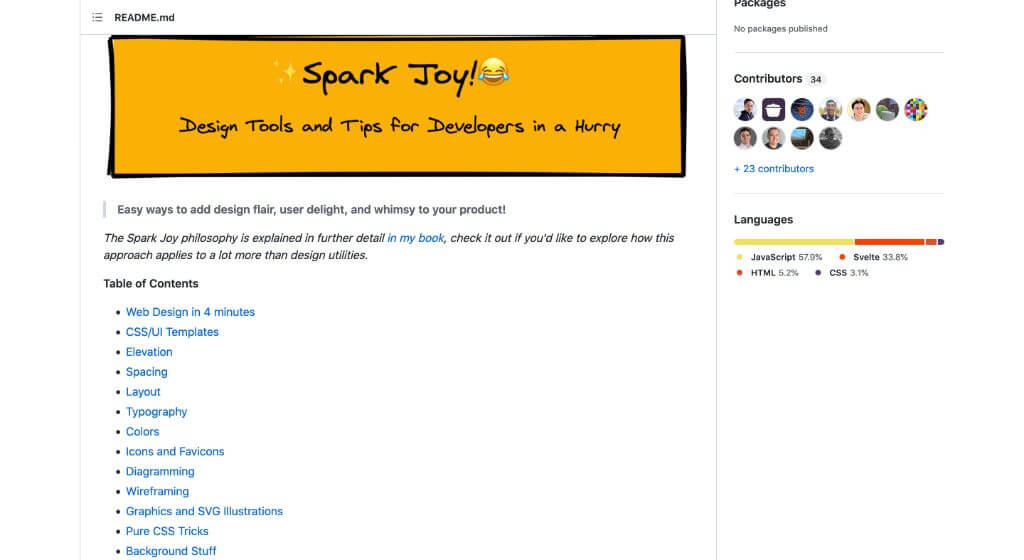 README.md
✨Spark Joy!😂
Design Tools and Tips for Developers in a Hurry
Easy ways to add design flair, user delight, and whimsy to your product!
The Spark Joy philosophy is explained in further detail in my book, check it out if you'd like to explore how this
approach applies to a lot more than design utilities.
Table of Contents
• Web Design in 4 minutes
• CSS/UI Templates
• Elevation
• Spacing
• Layout
• Typography
• Colors
• Icons and Favicons
• Diagramming
• Wireframing
• Graphics and SVG Illustrations
• Pure CSS Tricks
• Background Stuff
Packages
No packages published
Contributors 34
+ 23 contributors
Languages
JavaScript 57.9% Svelte 33.8%
HTML 5.2% CSS 3.1%